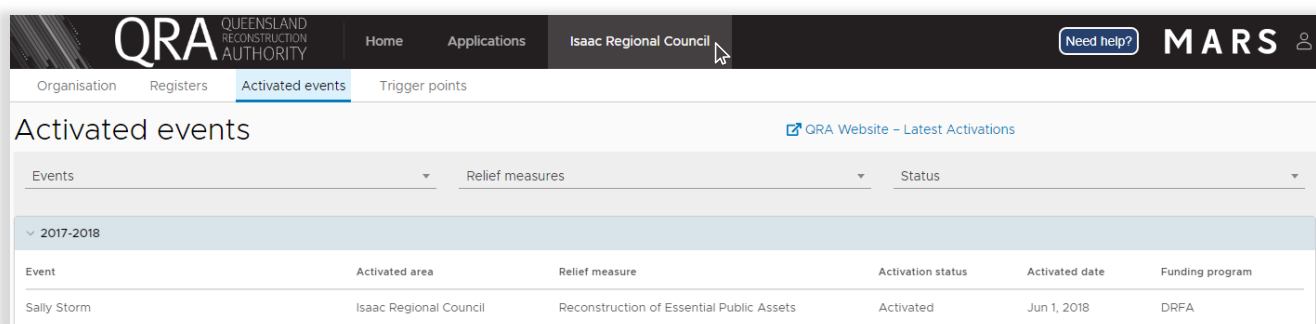 QRA QUEENSLAND RECONSTRUCTION AUTHORITY Home Applications Isaac Regional Council Need help? MARS
Organisation Registers Activated events Trigger points
Activated events QRA Website – Latest Activations
Events Relief measures Status
2017-2018
Event Activated area Relief measure Activation status Activated date Funding program
Sally Storm Isaac Regional Council Reconstruction of Essential Public Assets Activated Jun 1, 2018 DRFA